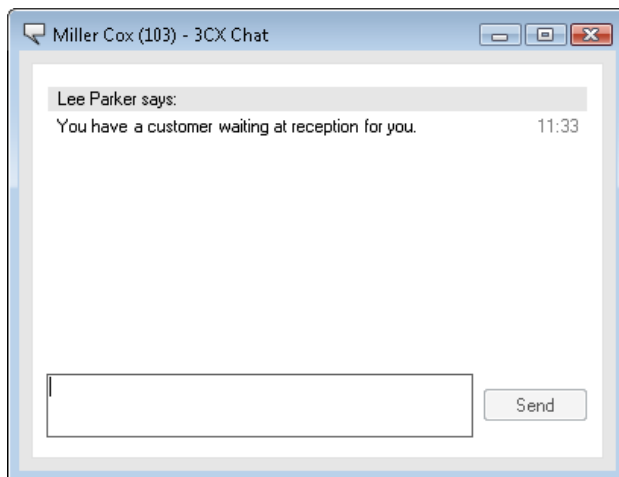 Miller Cox (103) - 3CX Chat
Lee Parker says:
You have a customer waiting at reception for you. 11:33
Send